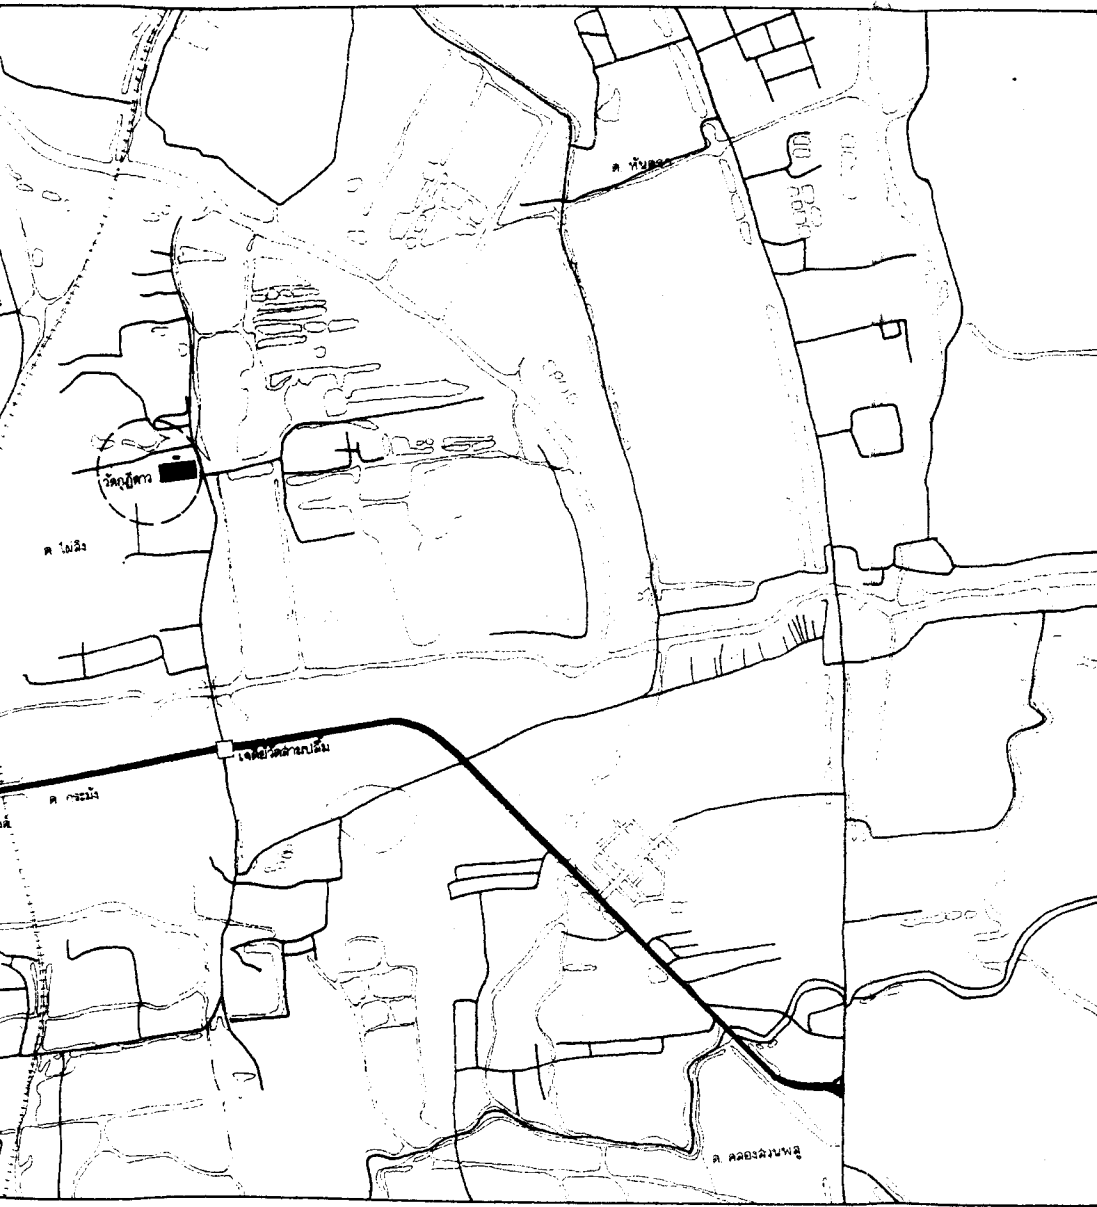 ต. หันตรา
วัดกุฎีดาว
ต. ไผ่ลิง
เจดีย์วัดสามปลื้ม
ต. กะมัง
ต. คลองสวนพลู